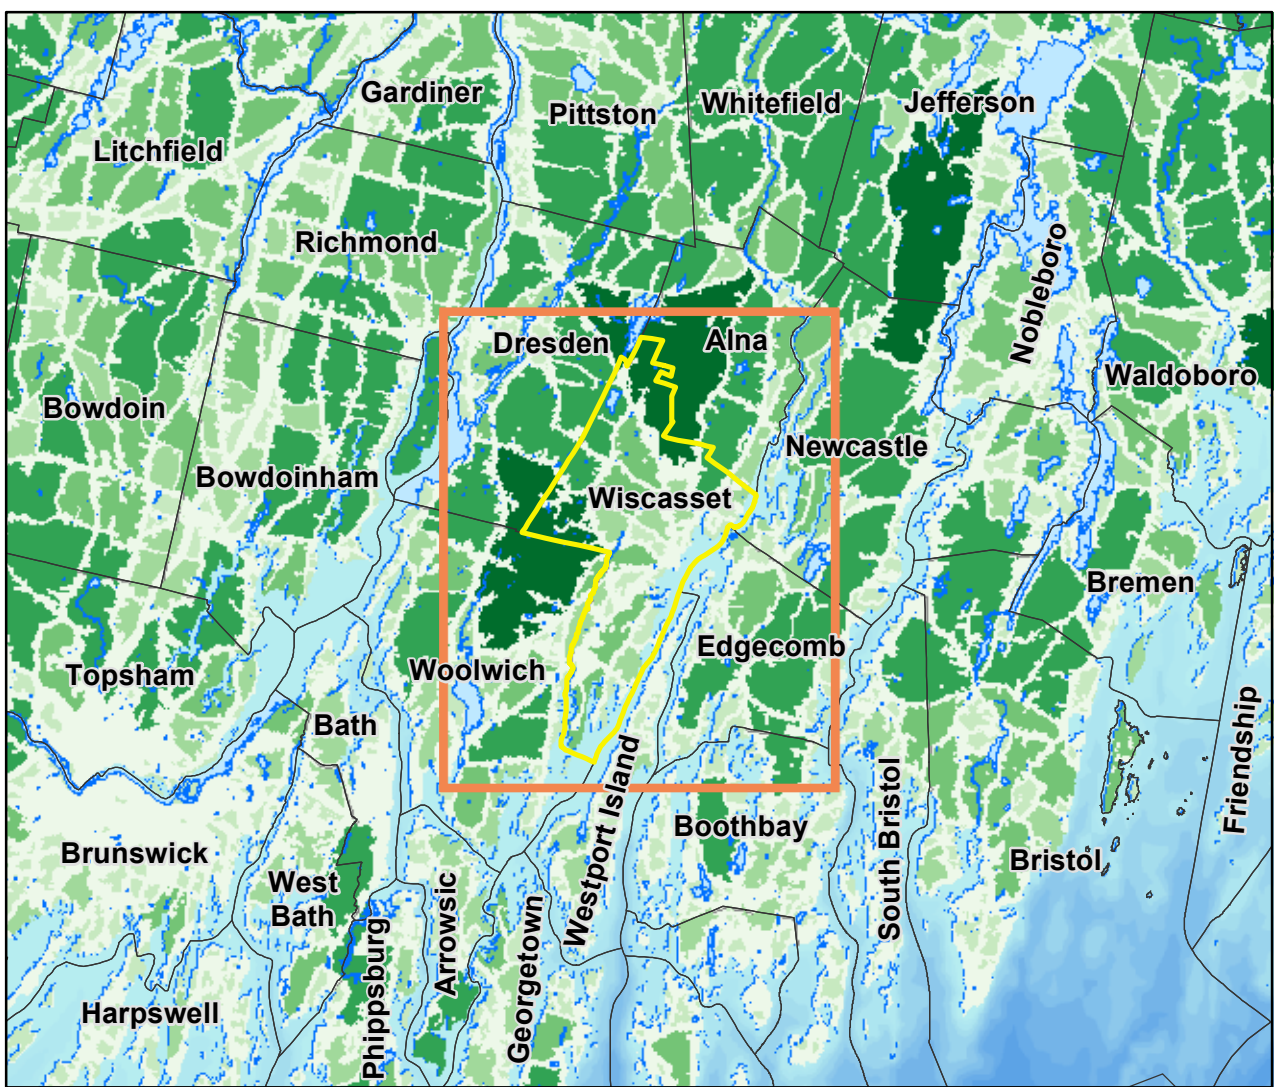 Gardiner
Pittston
Whitefield
Jefferson
Litchfield
Richmond
Nobleboro
Dresden
Alna
Waldoboro
Bowdoin
Newcastle
Bowdoinham
Wiscasset
Bremen
Edgecomb
Woolwich
Topsham
Bath
Friendship
Westport Island
South Bristol
Boothbay
Brunswick
Bristol
West
Bath
Arrowsic
Georgetown
Phippsburg
Harpswell